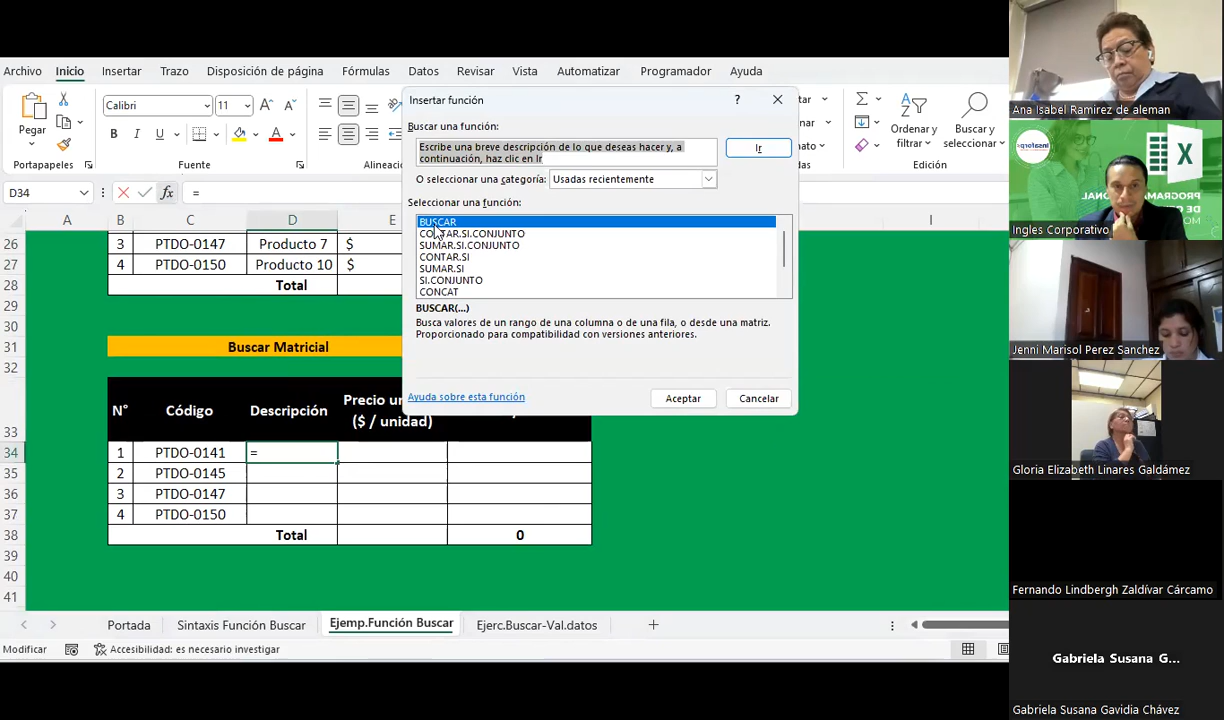 Archivo Inicio Insertar Trazo Disposición de página Fórmulas Datos Revisar Vista Automatizar Programador Ayuda
Pegar
Calibri 11
N K S
Portapapeles Fuente Alineació
Ordenar y filtrar
Buscar y seleccionar
Insertar función ?
Buscar una función:
Escribe una breve descripción de lo que deseas hacer y, a
continuación, haz clic en Ir
Ir
O seleccionar una categoría: Usadas recientemente
Seleccionar una función:
BUSCAR
CONTAR.SI.CONJUNTO
SUMAR.SI.CONJUNTO
CONTAR.SI
SUMAR.SI
SI.CONJUNTO
CONCAT
BUSCAR(...)
Busca valores de un rango de una columna o de una fila, o desde una matriz.
Proporcionado para compatibilidad con versiones anteriores.
Ayuda sobre esta función
Aceptar Cancelar
D34 fx =
A B C D E I
26 3 PTDO-0147 Producto 7 $
27 4 PTDO-0150 Producto 10 $
28 Total
29
30
31 Buscar Matricial
32
33 N° Código Descripción Precio un
($ / unidad)
34 1 PTDO-0141 =
35 2 PTDO-0145
36 3 PTDO-0147
37 4 PTDO-0150
38 Total 0
39
40
41
Portada Sintaxis Función Buscar Ejemp.Función Buscar Ejerc.Buscar-Val.datos
Modificar Accesibilidad: es necesario investigar
Ana Isabel Ramirez de aleman
Ingles Corporativo
Jenni Marisol Perez Sanchez
Gloria Elizabeth Linares Galdámez
Fernando Lindbergh Zaldívar Cárcamo
Gabriela Susana G...
Gabriela Susana Gavidia Chávez